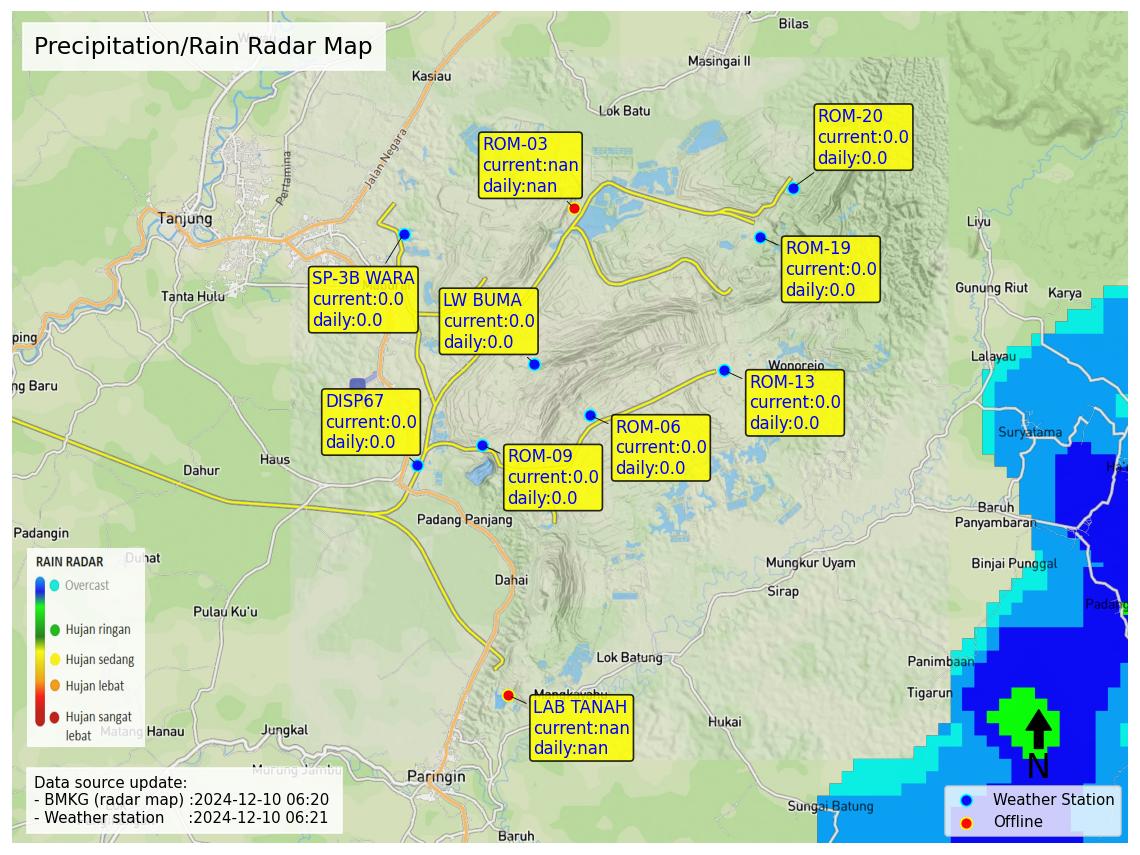 Precipitation/Rain Radar Map
Bilas
Masingai II
Kasiau
Lok Batu
Jalan Negara
Pertamina
Tanjung
Tanta Hulu
ROM-03
current:nan
daily:nan
ROM-20
current:0.0
daily:0.0
ROM-19
current:0.0
daily:0.0
SP-3B WARA
current:0.0
daily:0.0
LW BUMA
current:0.0
daily:0.0
Liyu
Gunung Riut
Karya
Lalayau
Wonorejo
ROM-13
current:0.0
daily:0.0
ping
ng Baru
DISP67
current:0.0
daily:0.0
ROM-06
current:0.0
daily:0.0
ROM-09
current:0.0
daily:0.0
Suryatama
Haus
Dahur
Padang Panjang
Baruh
Panyambaran
Padangin
Duhat
Mungkur Uyam
Binjai Punggal
Dahai
Sirap
Padang
Pulau Ku'u
RAIN RADAR
Overcast
Hujan ringan
Hujan sedang
Hujan lebat
Hujan sangat
lebat
Lok Batung
Panimbaan
Tigarun
LAB TANAH
current:nan
daily:nan
Hukai
Manau
Jungkal
Murung Jambu
Paringin
Sungai Batung
Baruh
N
Data source update:
- BMKG (radar map) :2024-12-10 06:20
- Weather station :2024-12-10 06:21
Weather Station
Offline